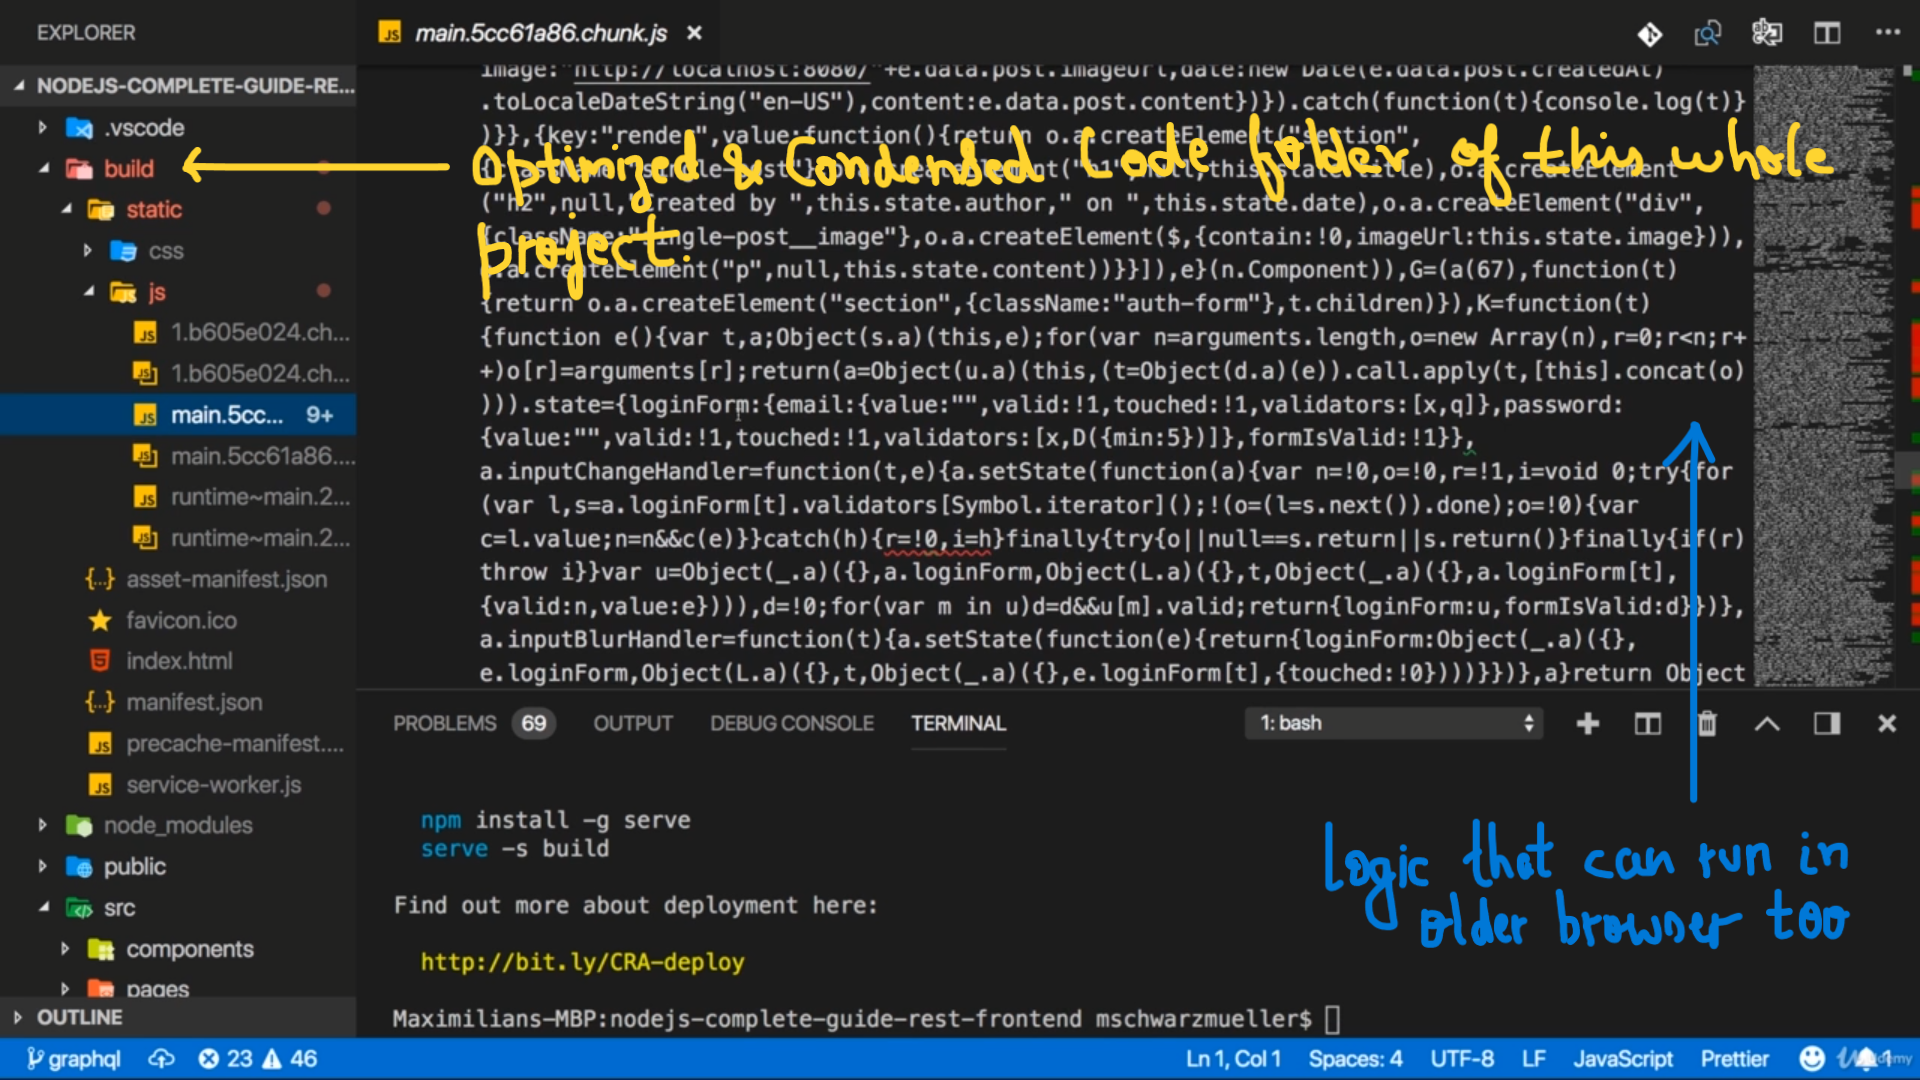 EXPLORER
main.5cc61a86.chunk.js
NODEJS-COMPLETE-GUIDE-RE...
.vscode
build
static
css
js
1.b605e024.ch...
1.b605e024.ch...
main.5cc... 9+
main.5cc61a86....
runtime~main.2...
runtime~main.2...
asset-manifest.json
favicon.ico
index.html
manifest.json
precache-manifest....
service-worker.js
node_modules
public
src
components
pages
OUTLINE
image:"http://localhost:8080/"+e.data.post.imageUrl,date:new Date(e.data.post.createdAt)
.toLocaleDateString("en-US"),content:e.data.post.content})}).catch(function(t){console.log(t)}
)}},{key:"render",value:function(){return o.a.createElement("section",
Optimized & Condensed Code folder of this whole
project.
("h2",null,"Created by ",this.state.author," on ",this.state.date),o.a.createElement("div",
{className:"single-post__image"},o.a.createElement($,{contain:!0,imageUrl:this.state.image})),
o.a.createElement("p",null,this.state.content))}}]),e}(n.Component)),G=(a(67),function(t)
{return o.a.createElement("section",{className:"auth-form"},t.children)}),K=function(t)
{function e(){var t,a;Object(s.a)(this,e);for(var n=arguments.length,o=new Array(n),r=0;r<n;r+
+)o[r]=arguments[r];return(a=Object(u.a)(this,(t=Object(d.a)(e)).call.apply(t,[this].concat(o)
))).state={loginForm:{email:{value:"",valid:!1,touched:!1,validators:[x,q]},password:
{value:"",valid:!1,touched:!1,validators:[x,D({min:5})]},formIsValid:!1}},
a.inputChangeHandler=function(t,e){a.setState(function(a){var n=!0,o=!0,r=!1,i=void 0;try{for
(var l,s=a.loginForm[t].validators[Symbol.iterator]();!(o=(l=s.next()).done);o=!0){var
c=l.value;n=n&&c(e)}}catch(h){r=!0,i=h}finally{try{o||null==s.return||s.return()}finally{if(r)
throw i}}var u=Object(_.a)({},a.loginForm,Object(L.a)({},t,Object(_.a)({},a.loginForm[t],
{valid:n,value:e}))),d=!0;for(var m in u)d=d&&u[m].valid;return{loginForm:u,formIsValid:d}})},
a.inputBlurHandler=function(t){a.setState(function(e){return{loginForm:Object(_.a)({},
e.loginForm,Object(L.a)({},t,Object(_.a)({},e.loginForm[t],{touched:!0})))}})},a}return Object
PROBLEMS 69 OUTPUT DEBUG CONSOLE TERMINAL 1: bash
npm install -g serve
serve -s build
Find out more about deployment here:
http://bit.ly/CRA-deploy
Maximilians-MBP:nodejs-complete-guide-rest-frontend mschwarzmueller$
Logic that can run in
older browser too
graphql 23 46 Ln 1, Col 1 Spaces: 4 UTF-8 LF JavaScript Prettier 1